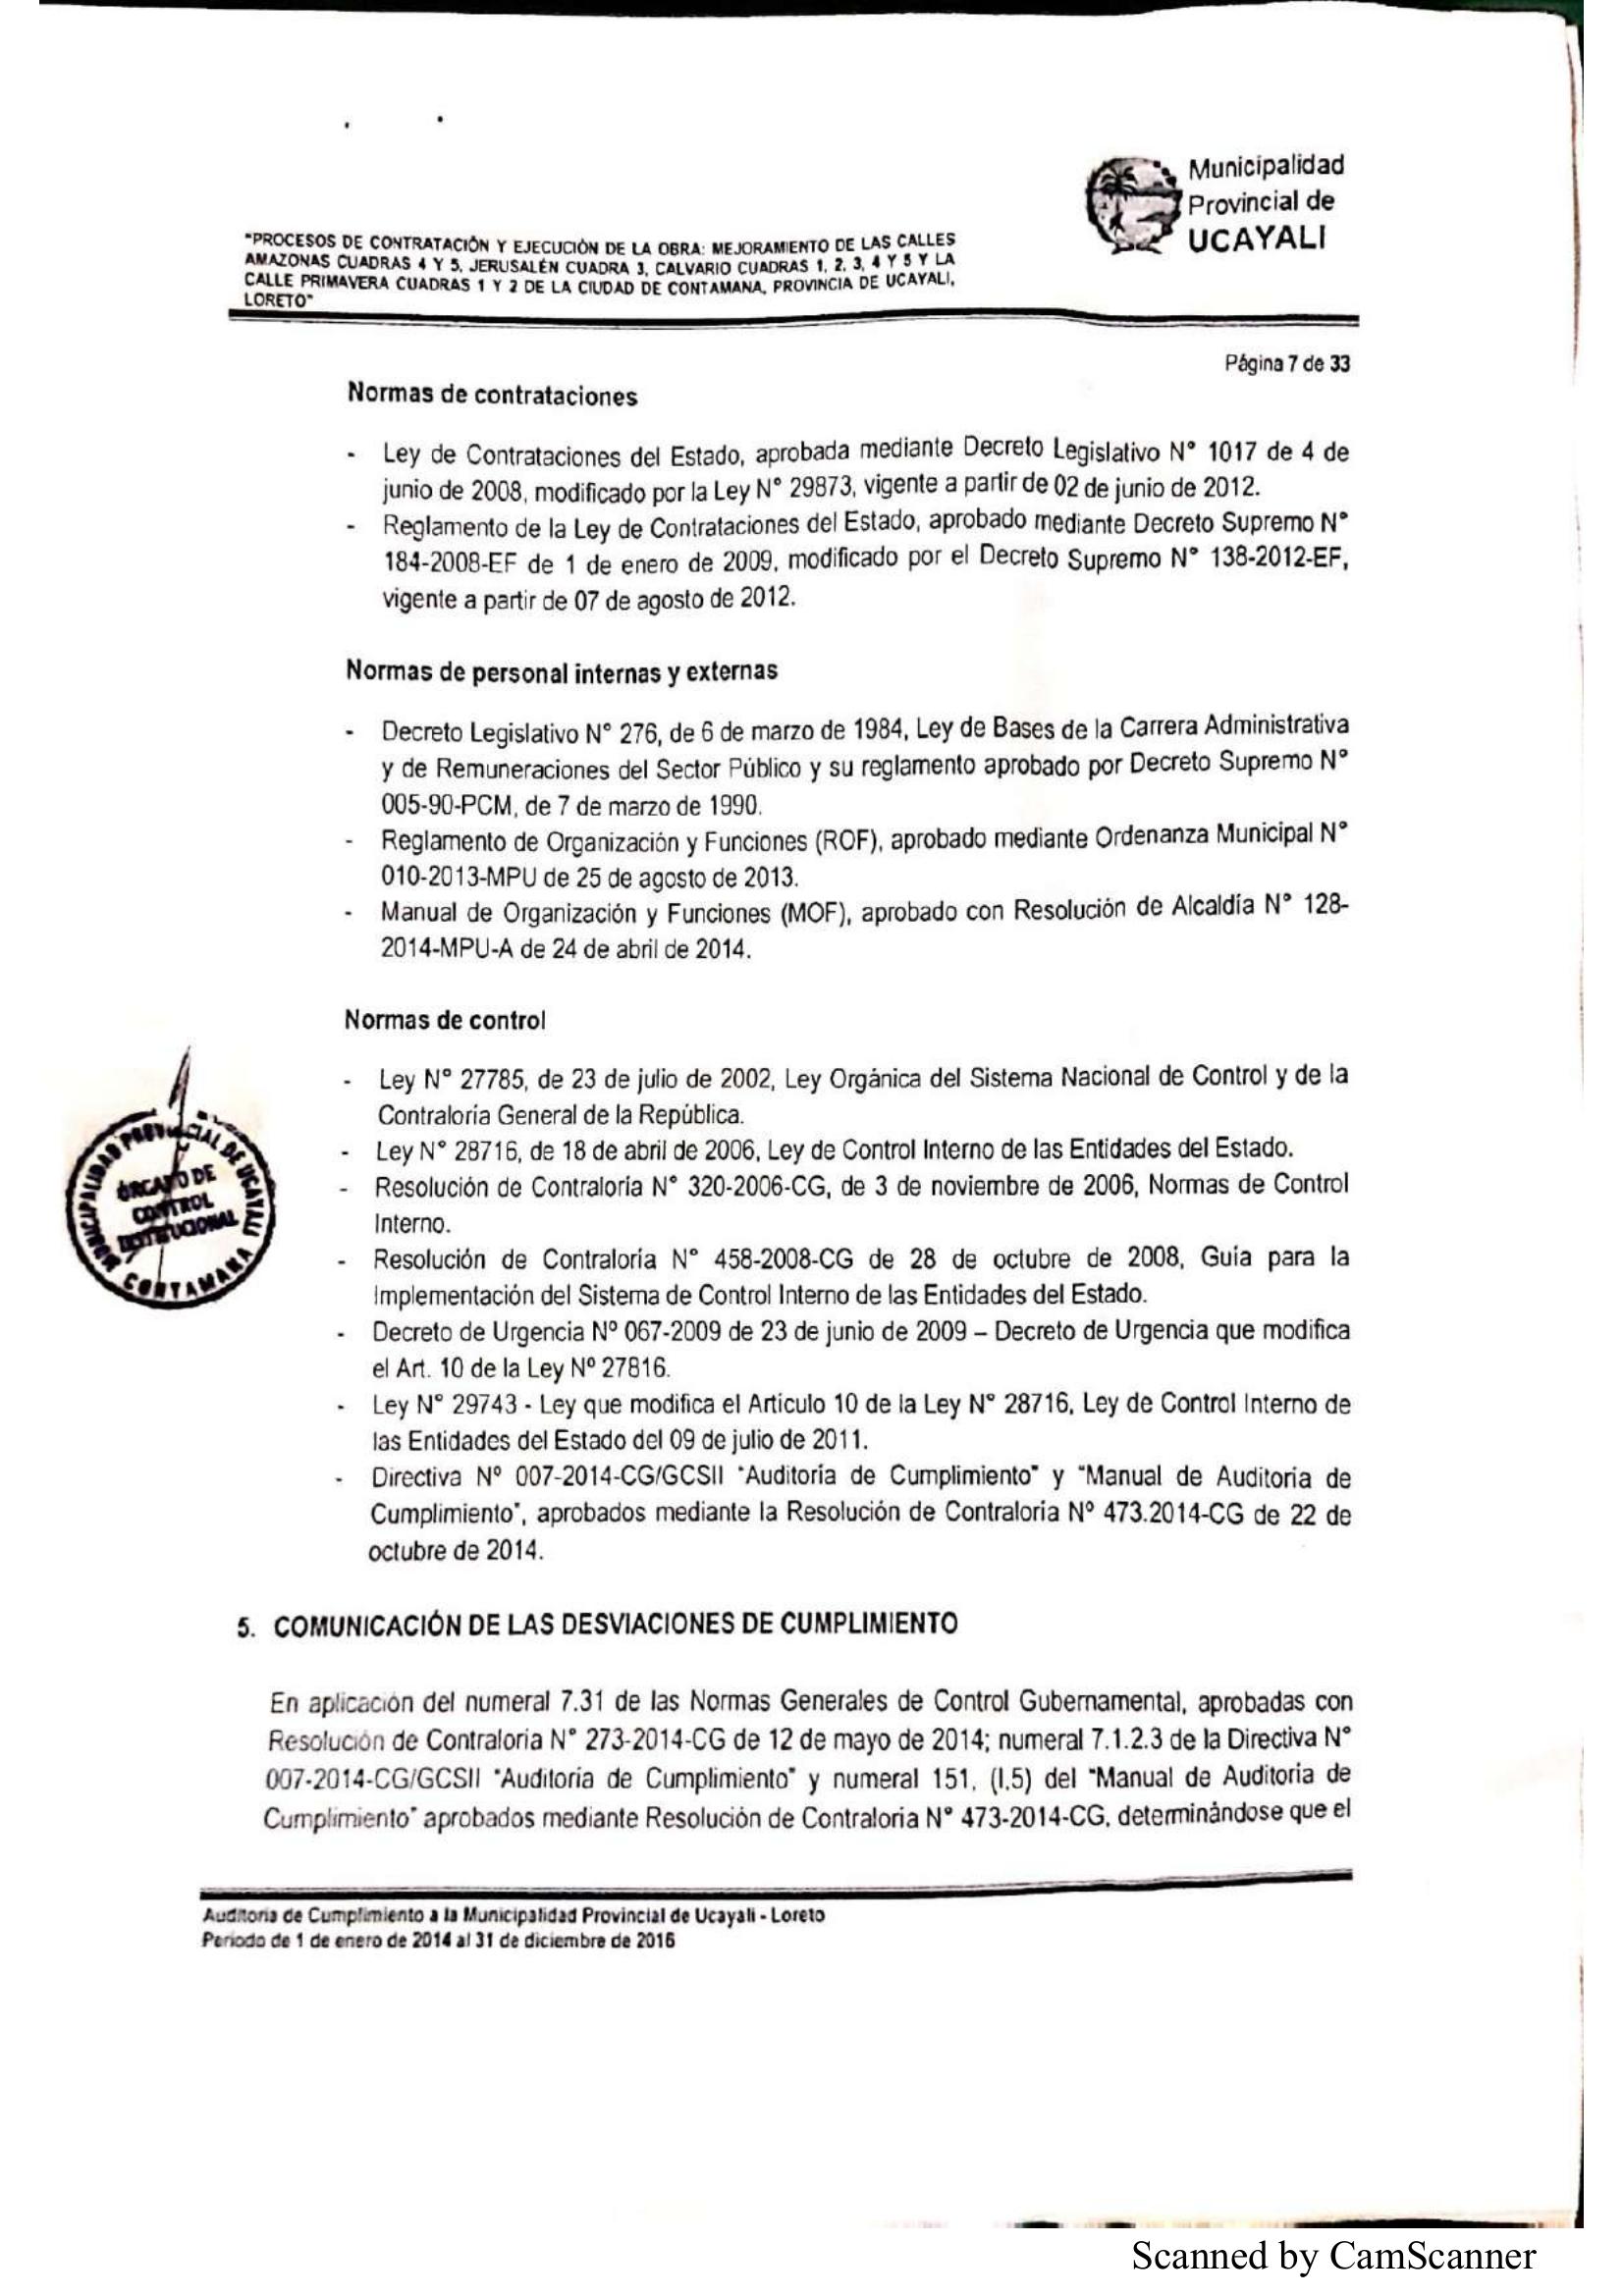 Municipalidad
Provincial de
UCAYALI
"PROCESOS DE CONTRATACIÓN Y EJECUCIÓN DE LA OBRA: MEJORAMIENTO DE LAS CALLES
AMAZONAS CUADRAS 4 Y 5, JERUSALÉN CUADRA 3, CALVARIO CUADRAS 1, 2, 3, 4 Y 5 Y LA
CALLE PRIMAVERA CUADRAS 1 Y 2 DE LA CIUDAD DE CONTAMANA, PROVINCIA DE UCAYALI,
LORETO"
Página 7 de 33
Normas de contrataciones
- Ley de Contrataciones del Estado, aprobada mediante Decreto Legislativo N° 1017 de 4 de
junio de 2008, modificado por la Ley N° 29873, vigente a partir de 02 de junio de 2012.
- Reglamento de la Ley de Contrataciones del Estado, aprobado mediante Decreto Supremo N°
184-2008-EF de 1 de enero de 2009, modificado por el Decreto Supremo N° 138-2012-EF,
vigente a partir de 07 de agosto de 2012.
Normas de personal internas y externas
- Decreto Legislativo N° 276, de 6 de marzo de 1984, Ley de Bases de la Carrera Administrativa
y de Remuneraciones del Sector Público y su reglamento aprobado por Decreto Supremo N°
005-90-PCM, de 7 de marzo de 1990.
- Reglamento de Organización y Funciones (ROF), aprobado mediante Ordenanza Municipal N°
010-2013-MPU de 25 de agosto de 2013.
- Manual de Organización y Funciones (MOF), aprobado con Resolución de Alcaldía N° 128-
2014-MPU-A de 24 de abril de 2014.
Normas de control
- Ley N° 27785, de 23 de julio de 2002, Ley Orgánica del Sistema Nacional de Control y de la
Contraloría General de la República.
- Ley N° 28716, de 18 de abril de 2006, Ley de Control Interno de las Entidades del Estado.
- Resolución de Contraloría N° 320-2006-CG, de 3 de noviembre de 2006, Normas de Control
Interno.
- Resolución de Contraloría N° 458-2008-CG de 28 de octubre de 2008, Guía para la
Implementación del Sistema de Control Interno de las Entidades del Estado.
- Decreto de Urgencia Nº 067-2009 de 23 de junio de 2009 – Decreto de Urgencia que modifica
el Art. 10 de la Ley Nº 27816.
- Ley N° 29743 - Ley que modifica el Artículo 10 de la Ley N° 28716, Ley de Control Interno de
las Entidades del Estado del 09 de julio de 2011.
- Directiva Nº 007-2014-CG/GCSII "Auditoría de Cumplimiento" y "Manual de Auditoria de
Cumplimiento", aprobados mediante la Resolución de Contraloría Nº 473.2014-CG de 22 de
octubre de 2014.
MUNICIPALIDAD PROVINCIAL DE UCAYALI
ÓRGANO DE
CONTROL
INSTITUCIONAL
CONTAMANA
5. COMUNICACIÓN DE LAS DESVIACIONES DE CUMPLIMIENTO
En aplicación del numeral 7.31 de las Normas Generales de Control Gubernamental, aprobadas con
Resolución de Contraloría N° 273-2014-CG de 12 de mayo de 2014; numeral 7.1.2.3 de la Directiva N°
007-2014-CG/GCSII "Auditoría de Cumplimiento" y numeral 151, (I,5) del "Manual de Auditoria de
Cumplimiento" aprobados mediante Resolución de Contraloría N° 473-2014-CG, determinándose que el
Auditoría de Cumplimiento a la Municipalidad Provincial de Ucayali - Loreto
Periodo de 1 de enero de 2014 al 31 de diciembre de 2016
Scanned by CamScanner